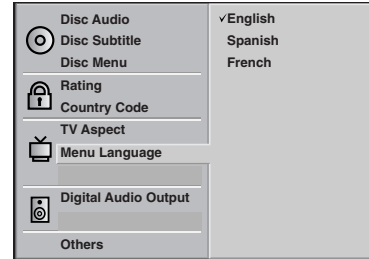 Disc Audio
Disc Subtitle
Disc Menu
Rating
Country Code
TV Aspect
Menu Language
Digital Audio Output
Others
✓English
Spanish
French